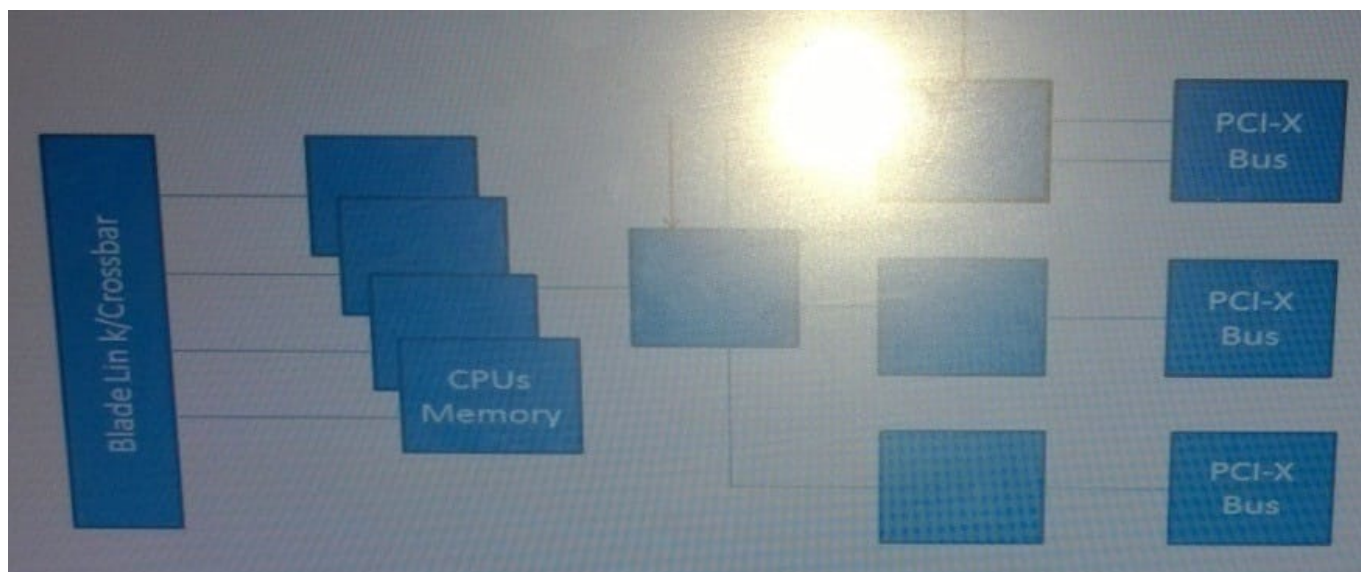 Blade Lin k/Crossbar
CPUs
Memory
PCI-X
Bus
PCI-X
Bus
PCI-X
Bus